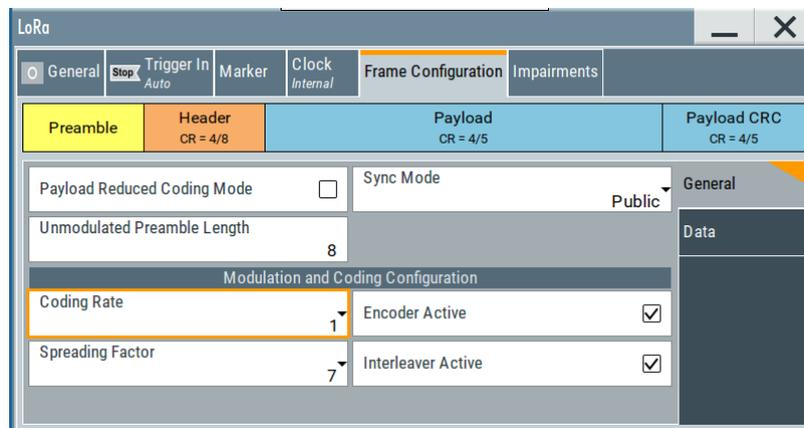 LoRa
General
Stop
Trigger In
Auto
Marker
Clock
Internal
Frame Configuration
Impairments
Preamble
Header
CR = 4/8
Payload
CR = 4/5
Payload CRC
CR = 4/5
Payload Reduced Coding Mode
Sync Mode
Public
General
Unmodulated Preamble Length
8
Data
Modulation and Coding Configuration
Coding Rate
1
Encoder Active
Spreading Factor
7
Interleaver Active